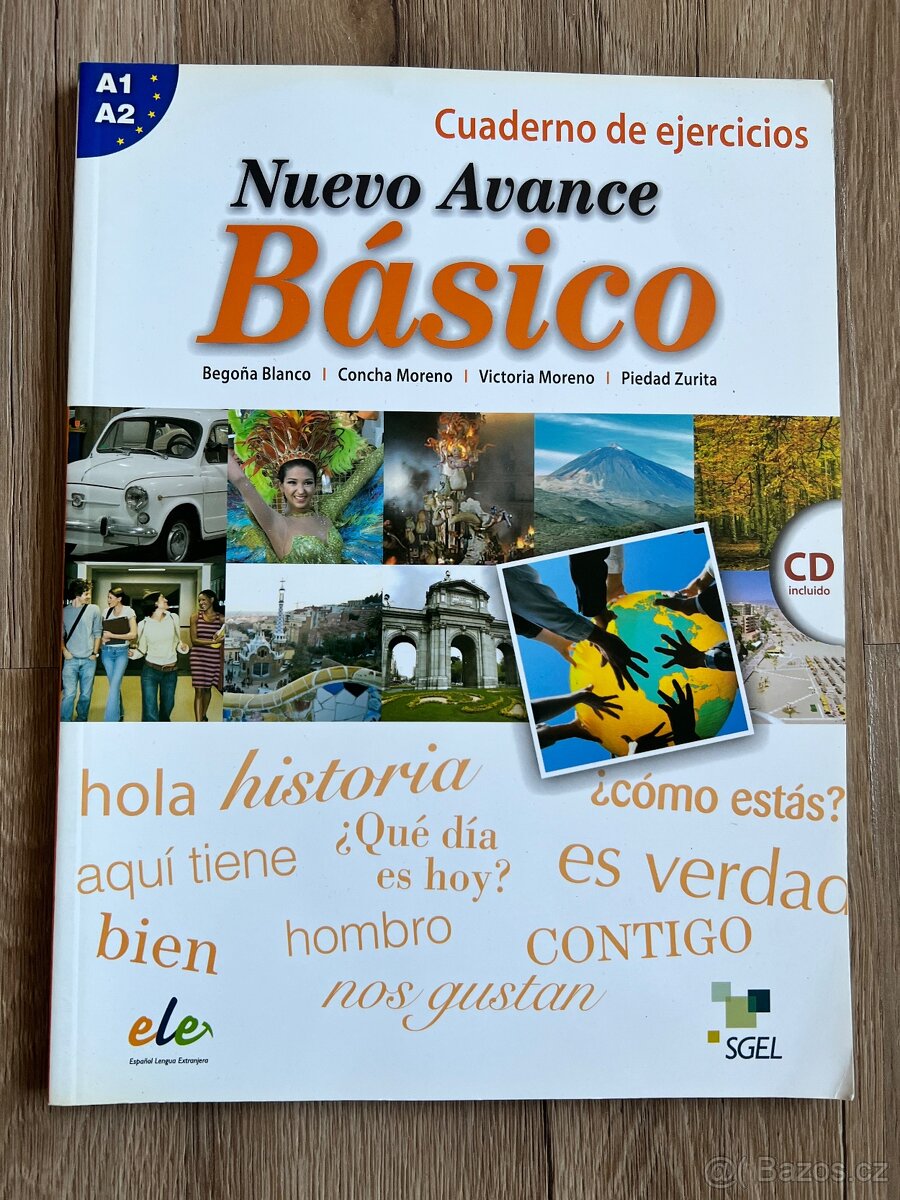 A1
A2
Cuaderno de ejercicios
Nuevo Avance
Básico
Begoña Blanco | Concha Moreno | Victoria Moreno | Piedad Zurita
CD
incluido
hola
historia
¿cómo estás?
aquí tiene
¿Qué día
es hoy?
es verdad
bien
hombro
CONTIGO
nos gustan
ele
Español Lengua Extranjera
SGEL
@( Bazos.cz